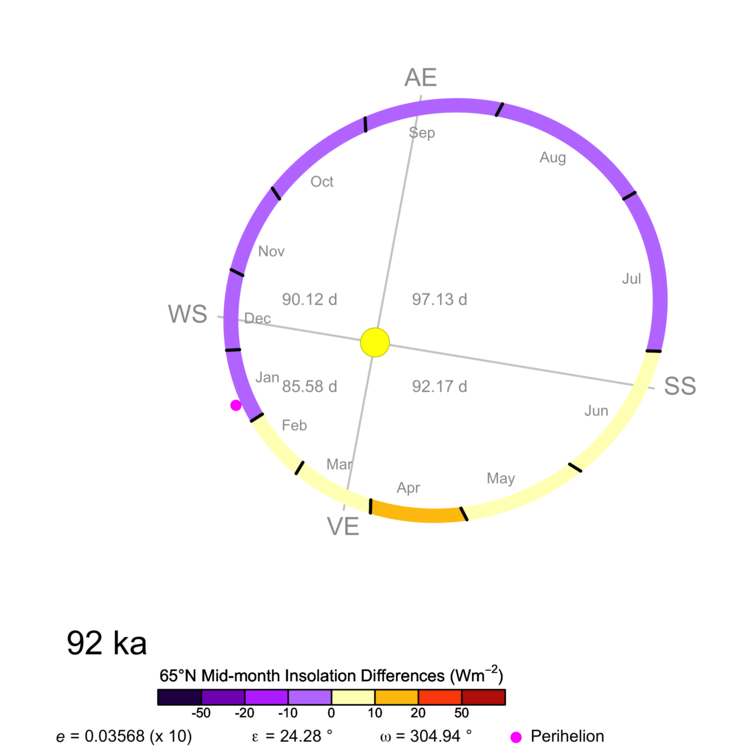 AE
Sep
Aug
Oct
Nov
Jul
90.12 d 97.13 d
WS
Dec
Jan
85.58 d 92.17 d
SS
Jun
Feb
Mar
May
Apr
VE
92 ka
65°N Mid-month Insolation Differences (Wm⁻²)
-50 -20 -10 0 10 20 50
e = 0.03568 (x 10) ε = 24.28 ° ω = 304.94 ° Perihelion